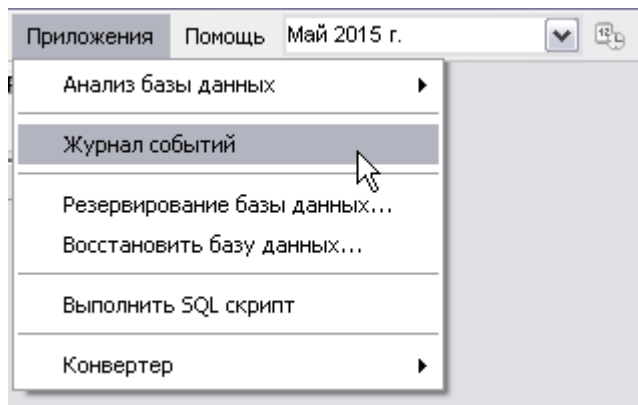 Приложения Помощь Май 2015 г.
Анализ базы данных
Журнал событий
Резервирование базы данных...
Восстановить базу данных...
Выполнить SQL скрипт
Конвертер